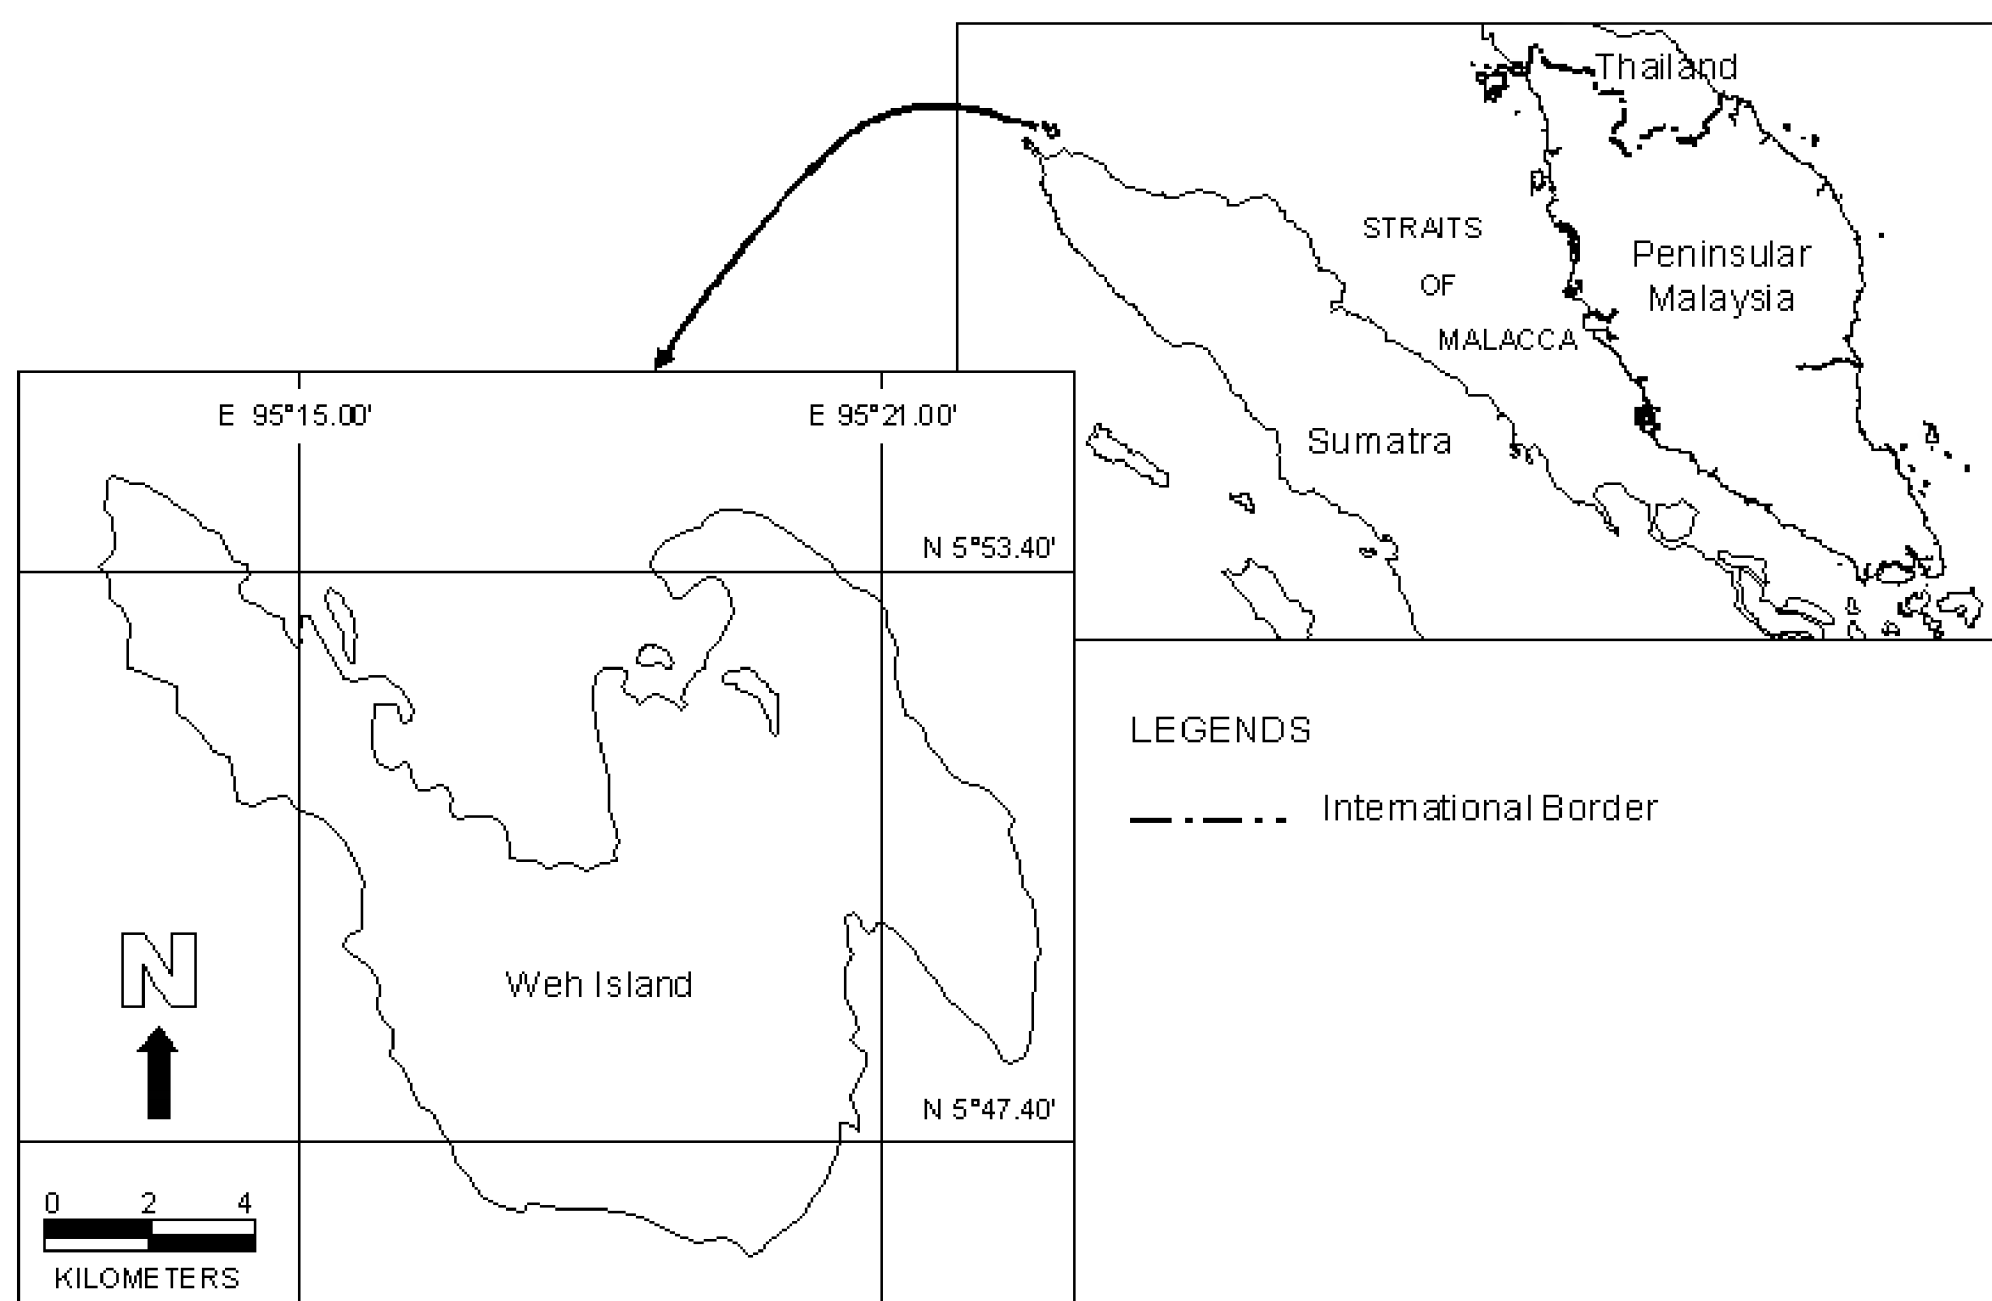 Thailand
STRAITS
OF
MALACCA
Peninsular
Malaysia
Sumatra
E 95°15.00'
E 95°21.00'
N 5°53.40'
Weh Island
N
N 5°47.40'
0 2 4
KILOMETERS
LEGENDS
International Border